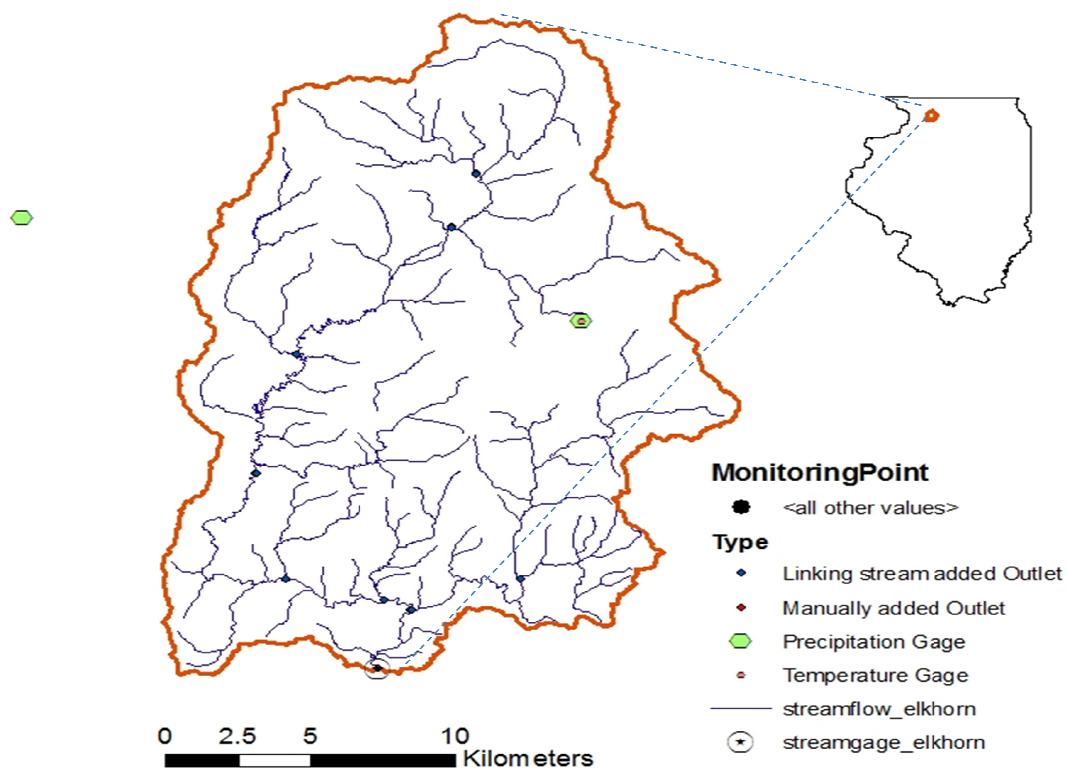 MonitoringPoint
<all other values>
Type
Linking stream added Outlet
Manually added Outlet
Precipitation Gage
Temperature Gage
streamflow_elkhorn
streamgage_elkhorn
0 2.5 5 10
Kilometers